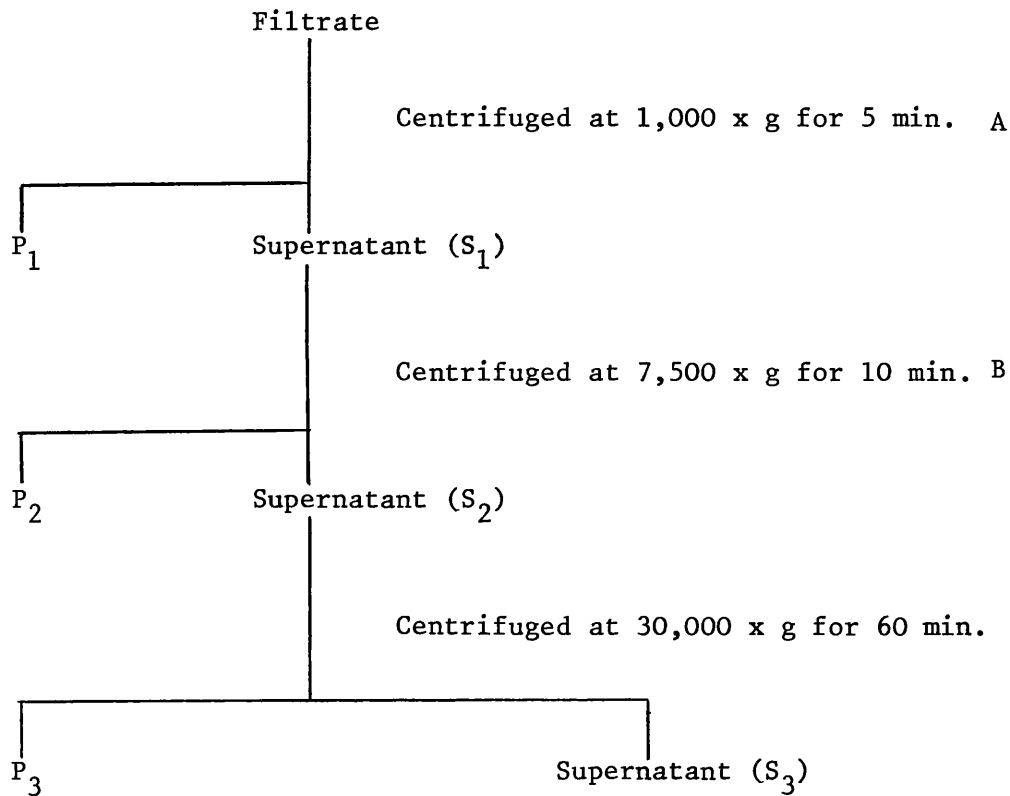 Filtrate
Centrifuged at 1,000 x g for 5 min. A
P1 Supernatant (S1)
Centrifuged at 7,500 x g for 10 min. B
P2 Supernatant (S2)
Centrifuged at 30,000 x g for 60 min.
P3 Supernatant (S3)